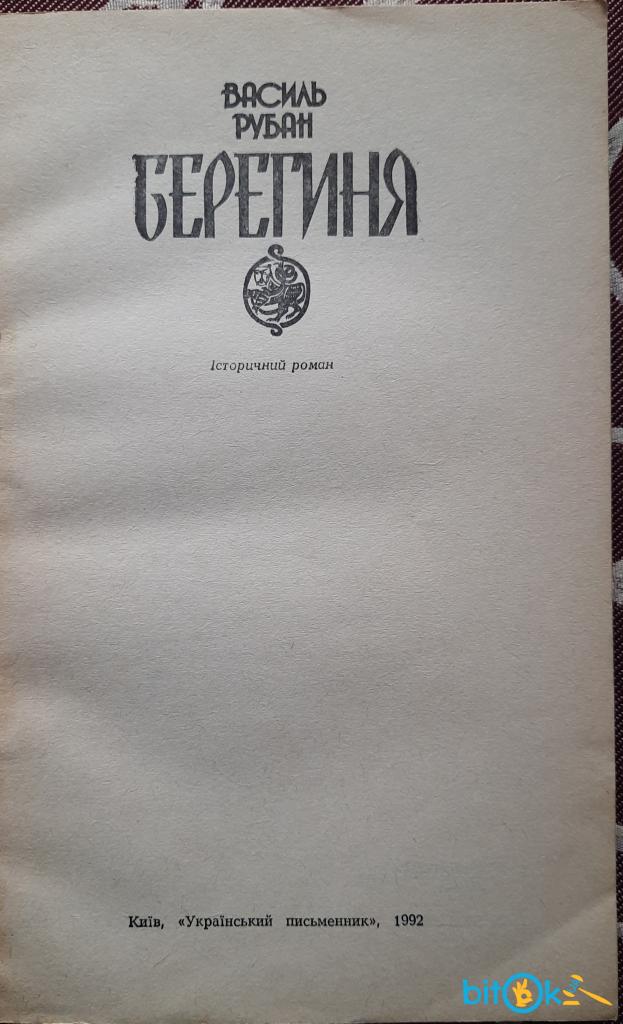 ВАСИЛЬ
РУБАН
БЕРЕГИНЯ
Історичний роман
Київ, «Український письменник», 1992
bitOk